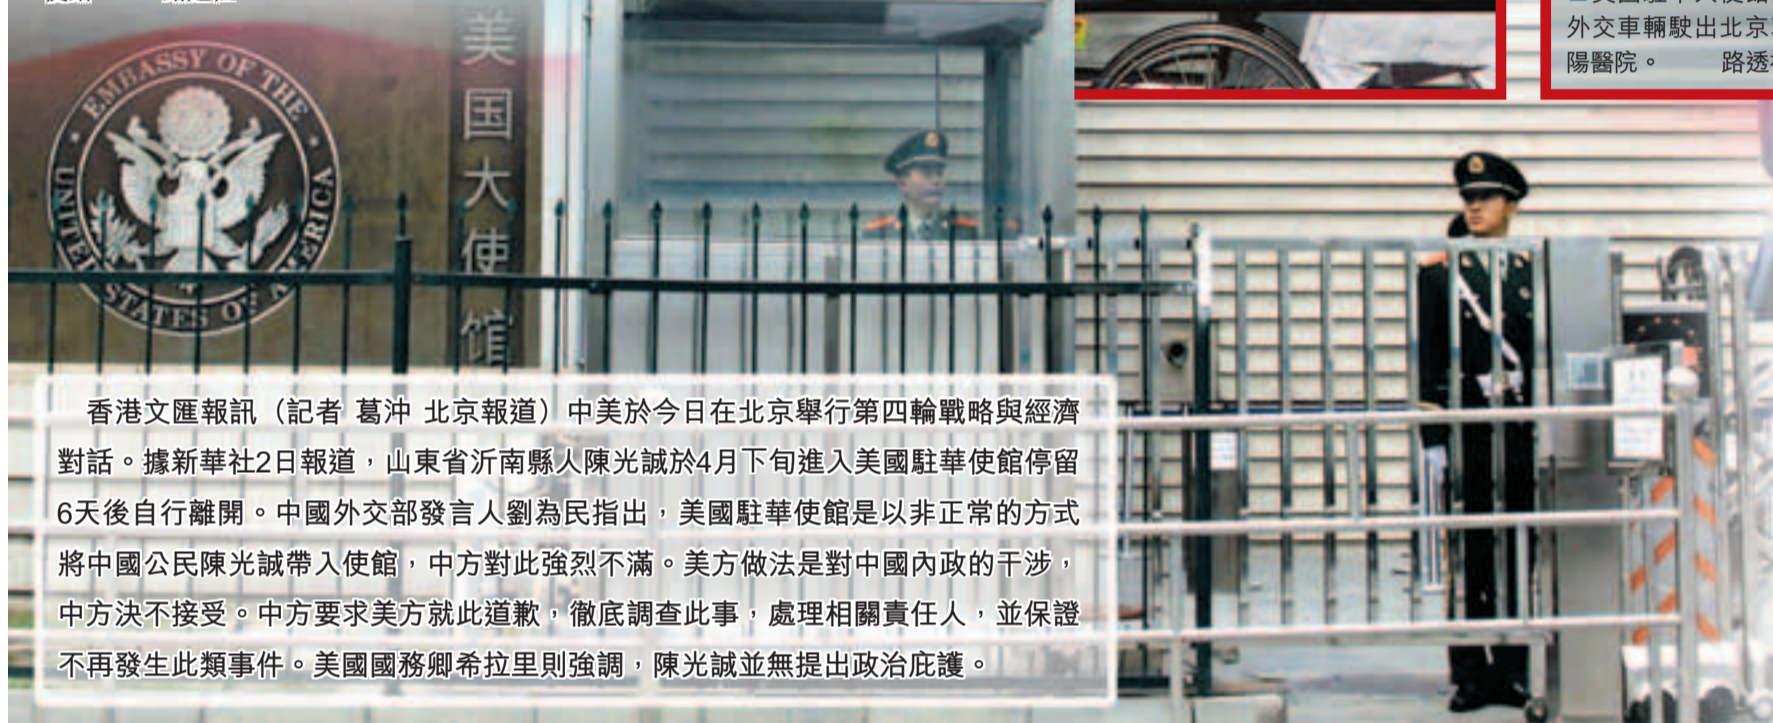 外交車輛駛出北京
陽醫院。 路透
EMBASSY OF THE
UNITED STATES OF AMERICA
美国大使馆
香港文匯報訊（記者 葛沖 北京報道）中美於今日在北京舉行第四輪戰略與經濟
對話。據新華社2日報道，山東省沂南縣人陳光誠於4月下旬進入美國駐華使館停留
6天後自行離開。中國外交部發言人劉為民指出，美國駐華使館是以非正常的方式
將中國公民陳光誠帶入使館，中方對此強烈不滿。美方做法是對中國內政的干涉，
中方決不接受。中方要求美方就此道歉，徹底調查此事，處理相關責任人，並保證
不再發生此類事件。美國國務卿希拉里則強調，陳光誠並無提出政治庇護。